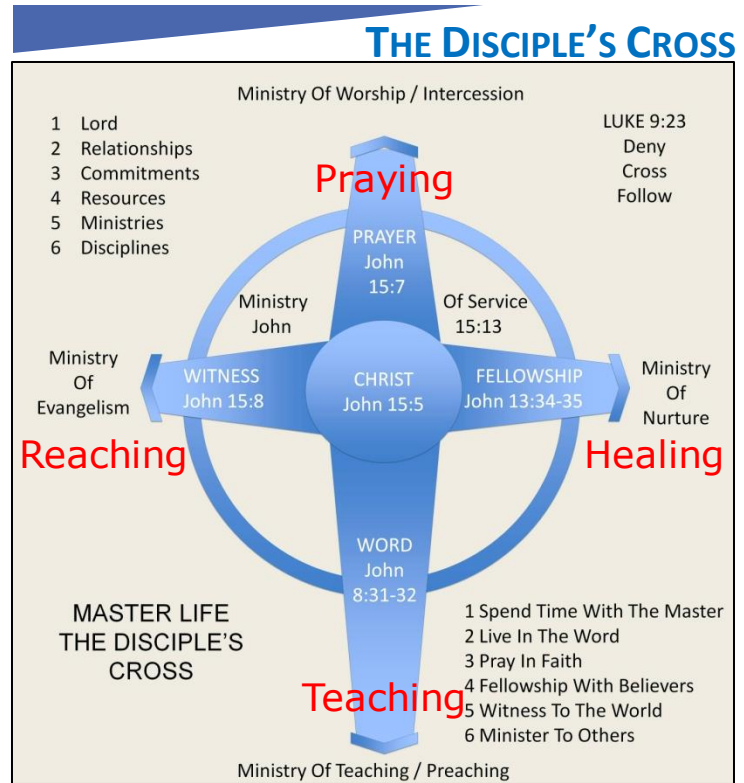 THE DISCIPLE'S CROSS
Ministry Of Worship / Intercession
1 Lord
2 Relationships
3 Commitments
4 Resources
5 Ministries
6 Disciplines
LUKE 9:23
Deny
Cross
Follow
Praying
PRAYER
John
15:7
Ministry
John
Of Service
15:13
Ministry
Of
Evangelism
WITNESS
John 15:8
CHRIST
John 15:5
FELLOWSHIP
John 13:34-35
Ministry
Of
Nurture
Reaching
Healing
WORD
John
8:31-32
MASTER LIFE
THE DISCIPLE'S
CROSS
1 Spend Time With The Master
2 Live In The Word
3 Pray In Faith
4 Fellowship With Believers
5 Witness To The World
6 Minister To Others
Teaching
Ministry Of Teaching / Preaching